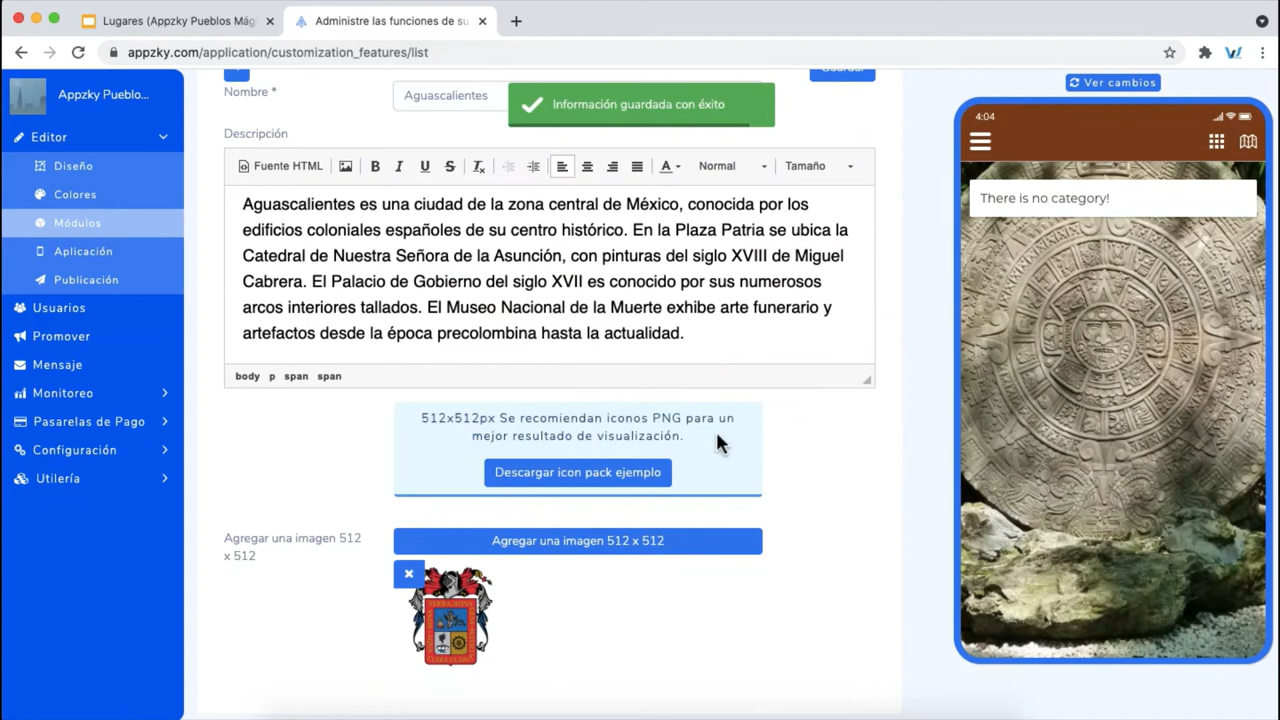 Lugares (Appzky Pueblos Mág
Administre las funciones de su
appzky.com/application/customization_features/list
Appzky Pueblo...
Editor
Diseño
Colores
Módulos
Aplicación
Publicación
Usuarios
Promover
Mensaje
Monitoreo
Pasarelas de Pago
Configuración
Utilería
Guardar
Nombre *
Aguascalientes
Información guardada con éxito
Descripción
Fuente HTML
B I U S
Normal
Tamaño
Aguascalientes es una ciudad de la zona central de México, conocida por los
edificios coloniales españoles de su centro histórico. En la Plaza Patria se ubica la
Catedral de Nuestra Señora de la Asunción, con pinturas del siglo XVIII de Miguel
Cabrera. El Palacio de Gobierno del siglo XVII es conocido por sus numerosos
arcos interiores tallados. El Museo Nacional de la Muerte exhibe arte funerario y
artefactos desde la época precolombina hasta la actualidad.
body p span span
512x512px Se recomiendan iconos PNG para un
mejor resultado de visualización.
Descargar icon pack ejemplo
Agregar una imagen 512
x 512
Agregar una imagen 512 x 512
Ver cambios
4:04
There is no category!